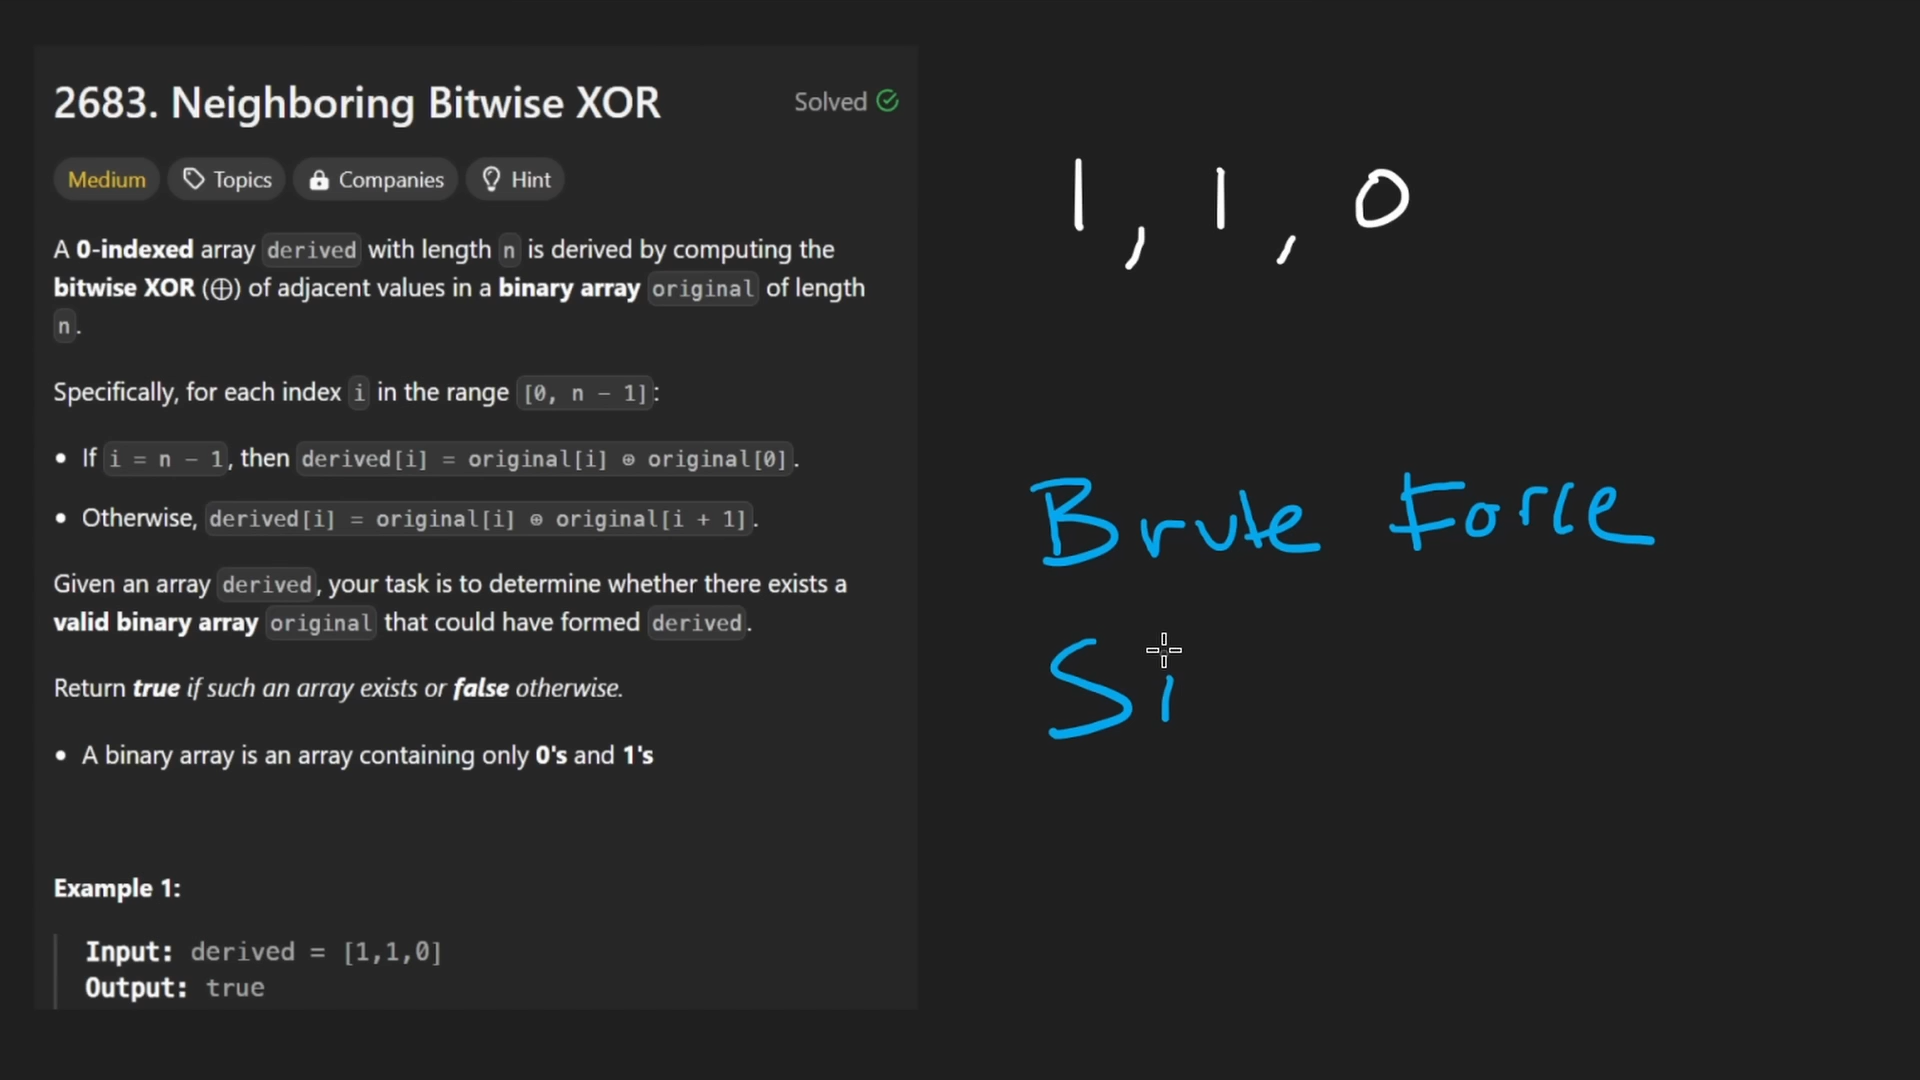 2683. Neighboring Bitwise XOR
Solved
Medium
Topics
Companies
Hint
A 0-indexed array derived with length n is derived by computing the
bitwise XOR (⊕) of adjacent values in a binary array original of length
n.
Specifically, for each index i in the range [0, n - 1]:
• If i = n - 1, then derived[i] = original[i] ⊕ original[0].
• Otherwise, derived[i] = original[i] ⊕ original[i + 1].
Given an array derived, your task is to determine whether there exists a
valid binary array original that could have formed derived.
Return true if such an array exists or false otherwise.
• A binary array is an array containing only 0's and 1's
Example 1:
Input: derived = [1,1,0]
Output: true
1, 1, 0
Brute Force
Si